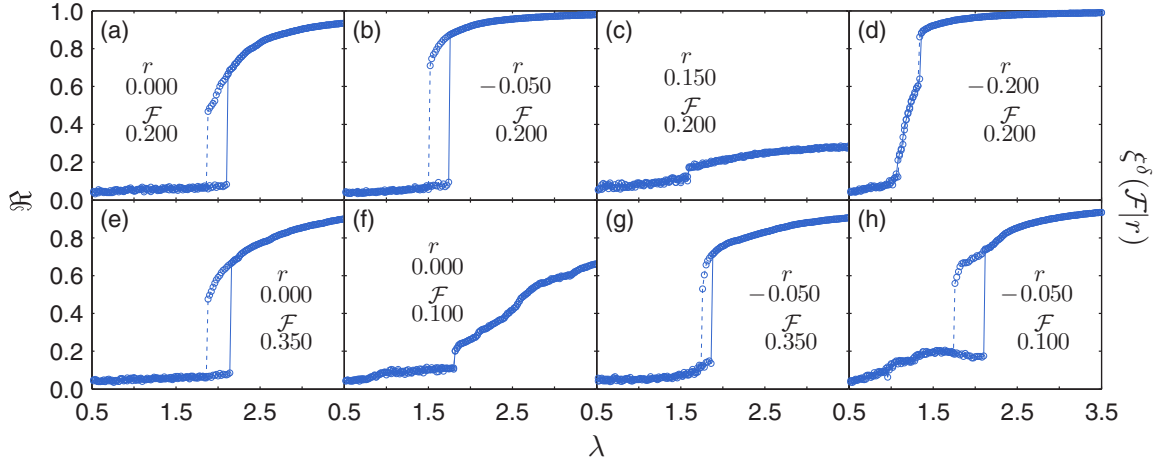 (a)
r
0.000
ℱ
0.200
(b)
r
−0.050
ℱ
0.200
(c)
r
0.150
ℱ
0.200
(d)
r
−0.200
ℱ
0.200
1.0
0.8
0.6
0.4
0.2
0.0
ℜ
(e)
r
0.000
ℱ
0.350
(f)
r
0.000
ℱ
0.100
(g)
r
−0.050
ℱ
0.350
(h)
r
−0.050
ℱ
0.100
1.0
0.8
0.6
0.4
0.2
0.0
0.5 1.5 2.5 0.5 1.5 2.5 0.5 1.5 2.5 0.5 1.5 2.5 3.5
λ
ξ^δ(ℱ|r)